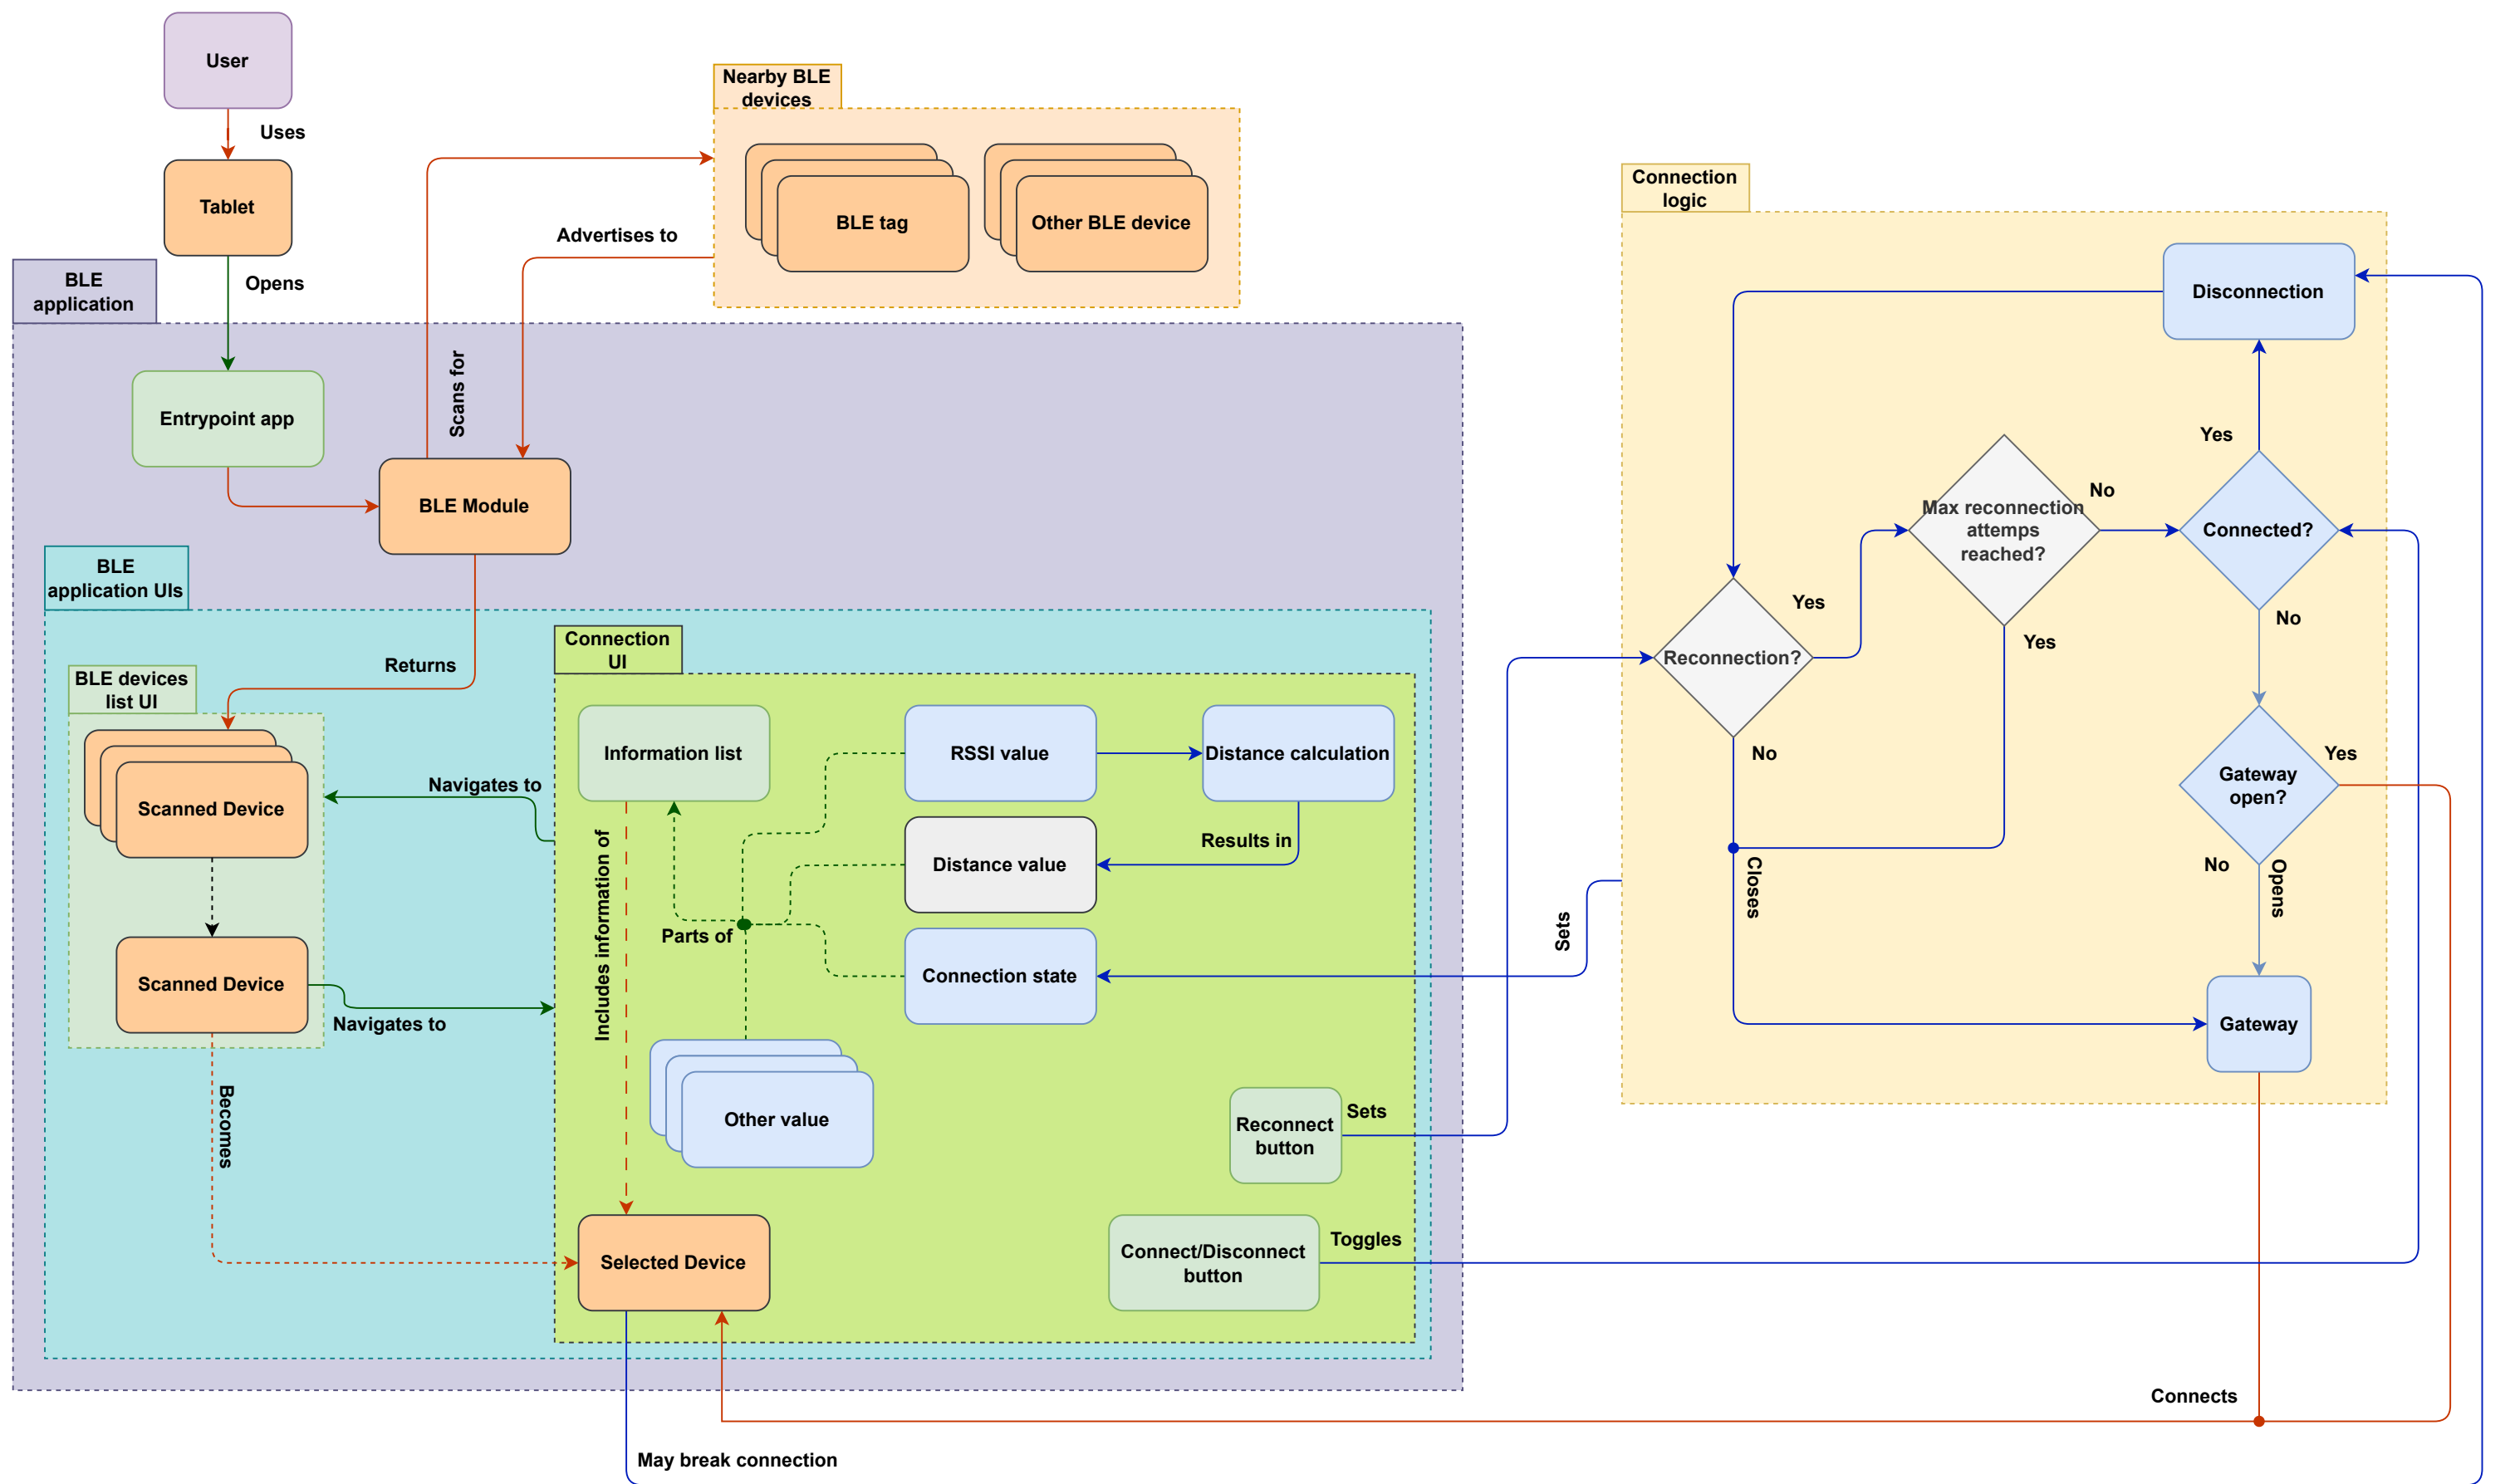 User
Uses
Tablet
Opens
Nearby BLE
devices
BLE tag
Other BLE device
Advertises to
Scans for
BLE
application
Entrypoint app
BLE Module
BLE
application UIs
Returns
BLE devices
list UI
Scanned Device
Scanned Device
Navigates to
Navigates to
Becomes
Connection
UI
Information list
RSSI value
Distance calculation
Results in
Distance value
Includes information of
Parts of
Connection state
Other value
Reconnect
button
Sets
Selected Device
Connect/Disconnect
button
Toggles
Sets
May break connection
Connects
Connection
logic
Disconnection
Yes
Max reconnection
attemps
reached?
No
Connected?
Yes
Reconnection?
Yes
No
No
Gateway
open?
Yes
No
Opens
Closes
Gateway